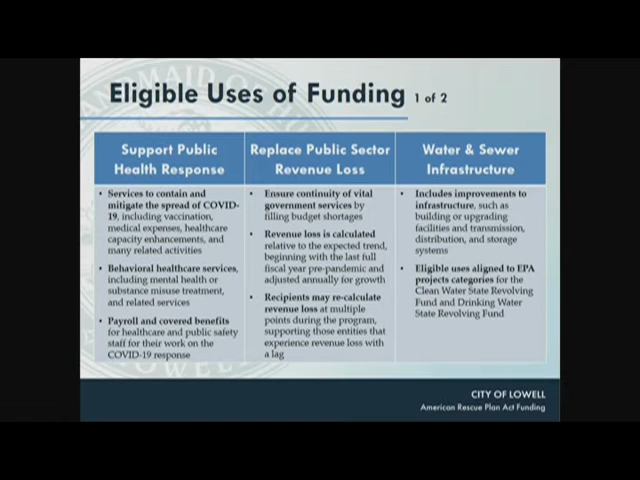 Eligible Uses of Funding 1 of 2
Support Public
Health Response
• Services to contain and
mitigate the spread of COVID-
19, including vaccination,
medical expenses, healthcare
capacity enhancements, and
many related activities
• Behavioral healthcare services,
including mental health or
substance misuse treatment,
and related services
• Payroll and covered benefits
for healthcare and public safety
staff for their work on the
COVID-19 response
Replace Public Sector
Revenue Loss
• Ensure continuity of vital
government services by
filling budget shortages
• Revenue loss is calculated
relative to the expected trend,
beginning with the last full
fiscal year pre-pandemic and
adjusted annually for growth
• Recipients may re-calculate
revenue loss at multiple
points during the program,
supporting those entities that
experience revenue loss with
a lag
Water & Sewer
Infrastructure
• Includes improvements to
infrastructure, such as
building or upgrading
facilities and transmission,
distribution, and storage
systems
• Eligible uses aligned to EPA
projects categories for the
Clean Water State Revolving
Fund and Drinking Water
State Revolving Fund
CITY OF LOWELL
American Rescue Plan Act Funding